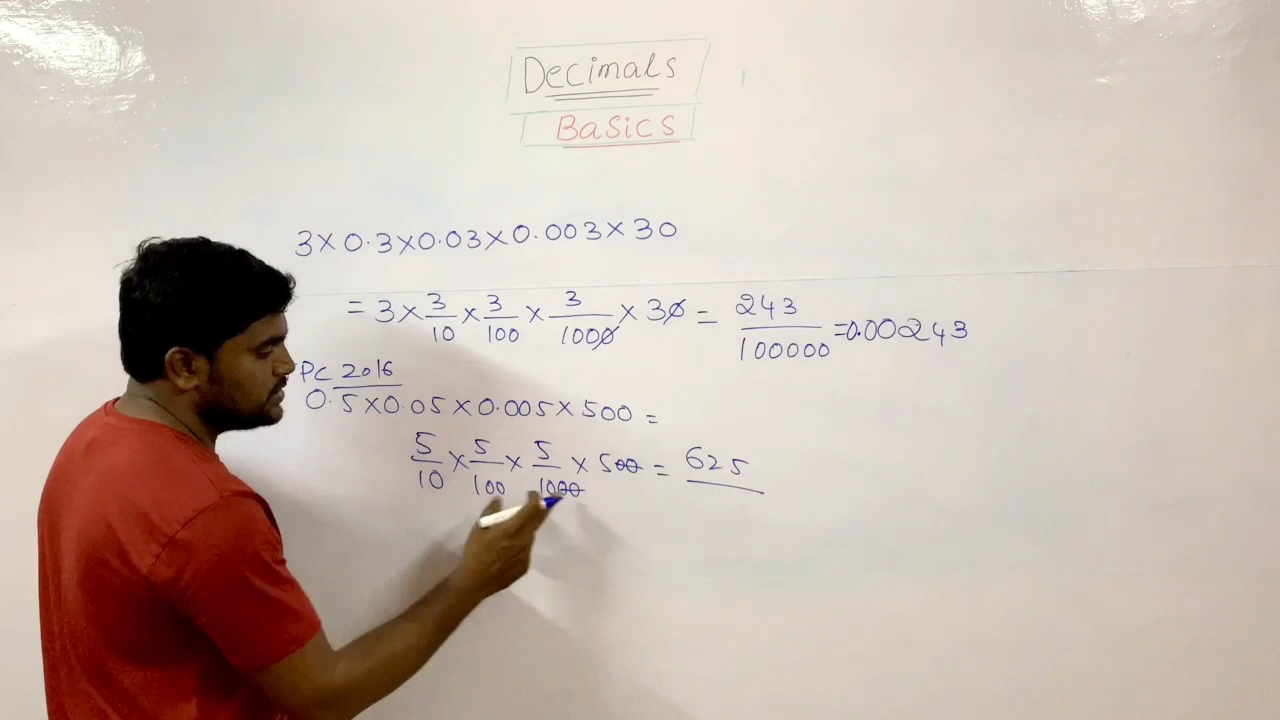 Decimals
Basics
3×0.3×0.03×0.003×30
= 3 × 3/10 × 3/100 × 3/1000 × 30 = 243/100000 =0.00243
PC 2016
0.5×0.05×0.005×500 =
5/10 × 5/100 × 5/1000 × 500 = 625